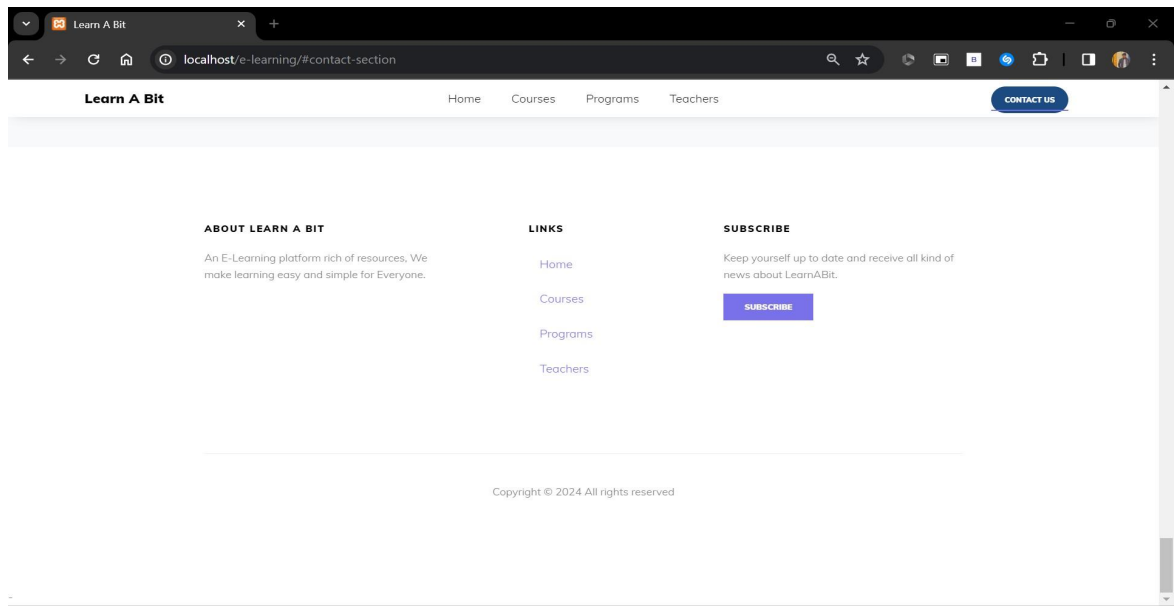 Learn A Bit
localhost/e-learning/#contact-section
B
Learn A Bit Home Courses Programs Teachers CONTACT US
ABOUT LEARN A BIT
An E-Learning platform rich of resources, We
make learning easy and simple for Everyone.
LINKS
Home
Courses
Programs
Teachers
SUBSCRIBE
Keep yourself up to date and receive all kind of
news about LearnABit.
SUBSCRIBE
Copyright © 2024 All rights reserved